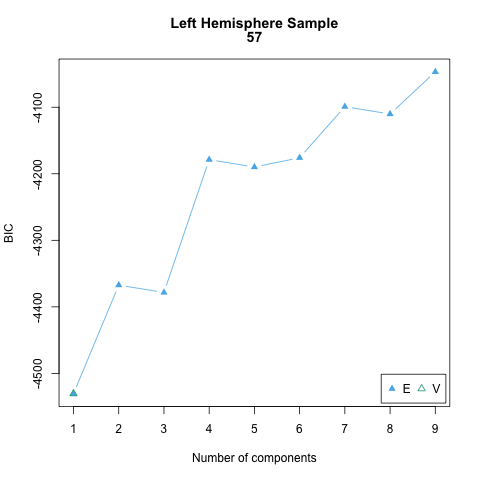 Left Hemisphere Sample
57
BIC
-4100
-4200
-4300
-4400
-4500
E V
1 2 3 4 5 6 7 8 9
Number of components